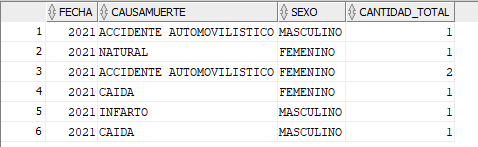 FECHA CAUSAMUERTE SEXO CANTIDAD_TOTAL
1 2021 ACCIDENTE AUTOMOVILISTICO MASCULINO 1
2 2021 NATURAL FEMENINO 1
3 2021 ACCIDENTE AUTOMOVILISTICO FEMENINO 2
4 2021 CAIDA FEMENINO 1
5 2021 INFARTO MASCULINO 1
6 2021 CAIDA MASCULINO 1